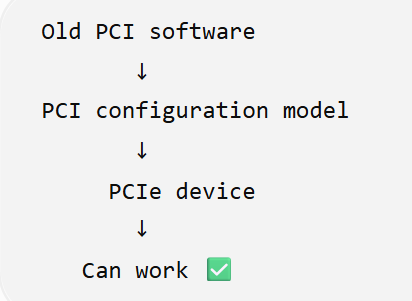 Old PCI software
↓
PCI configuration model
↓
PCIe device
↓
Can work ✅